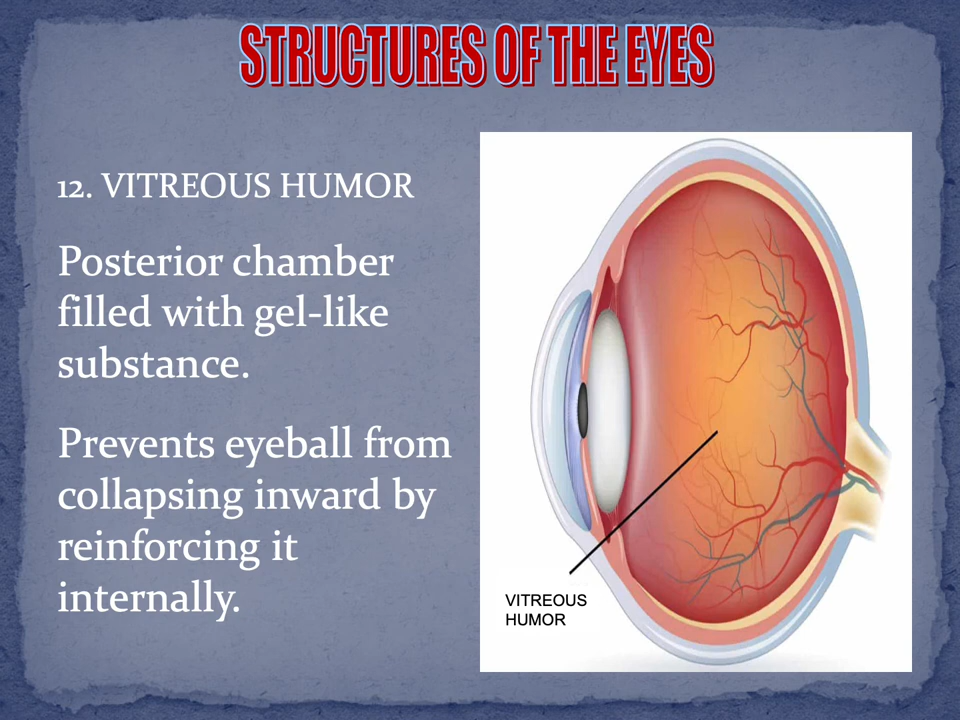 STRUCTURES OF THE EYES
12. VITREOUS HUMOR
Posterior chamber
filled with gel-like
substance.
Prevents eyeball from
collapsing inward by
reinforcing it
internally.
VITREOUS
HUMOR